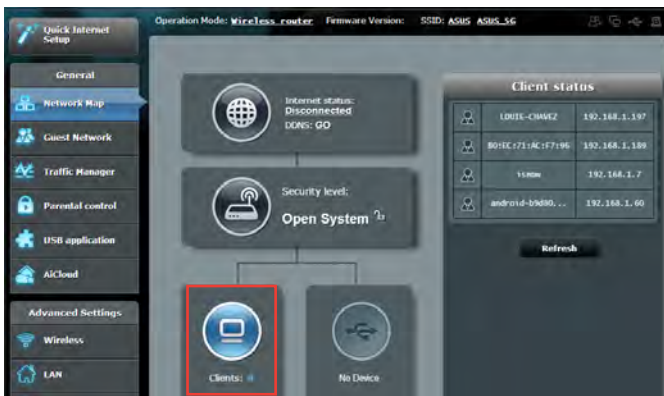 Quick Internet
Setup
Operation Mode: Wireless router Firmware Version: SSID: ASUS ASUS_5G
General
Network Map
Guest Network
Traffic Manager
Parental control
USB application
AiCloud
Advanced Settings
Wireless
LAN
Internet status:
Disconnected
DDNS: GO
Security level:
Open System
Clients:
No Device
Client status
LOUIE-CHAVEZ 192.168.1.197
192.168.1.189
192.168.1.7
android-b9d80... 192.168.1.60
Refresh